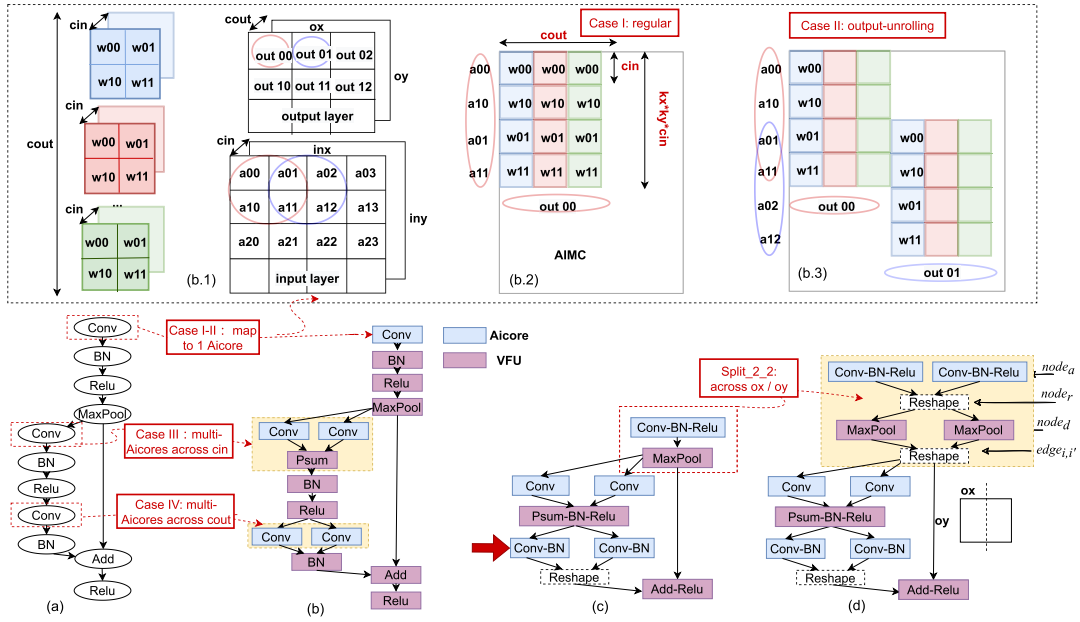 cin
w00 w01
w10 w11
cin
w00 w01
w10 w11
cin
...
w00 w01
w10 w11
cout
cout
ox
out 00 out 01 out 02
out 10 out 11 out 12
output layer
oy
cin
inx
a00 a01 a02 a03
a10 a11 a12 a13
a20 a21 a22 a23
input layer
iny
(b.1)
Case I: regular
cout
cin
kx*ky*cin
a00 w00 w00 w00
a10 w10 w10 w10
a01 w01 w01 w01
a11 w11 w11 w11
out 00
AIMC
(b.2)
Case II: output-unrolling
a00 w00
a10 w10
a01 w01 w00
a11 w11 w10
a02 w01
a12 w11
out 00
out 01
(b.3)
Conv
BN
Relu
MaxPool
Conv
BN
Relu
Conv
BN
Add
Relu
(a)
Case I-II : map
to 1 Aicore
Case III : multi-
Aicores across cin
Case IV: multi-
Aicores across cout
Conv
BN
Relu
MaxPool
Conv Conv
Psum
BN
Relu
Conv Conv
BN
Add
Relu
(b)
Aicore
VFU
Conv-BN-Relu
MaxPool
Conv Conv
Psum-BN-Relu
Conv-BN Conv-BN
Reshape
Add-Relu
(c)
Split_2_2:
across ox / oy
Conv-BN-Relu Conv-BN-Relu
Reshape
MaxPool MaxPool
Reshape
Conv Conv
Psum-BN-Relu
Conv-BN Conv-BN
Reshape
Add-Relu
(d)
node_a
node_r
node_d
edge_{i,i'}
ox
oy